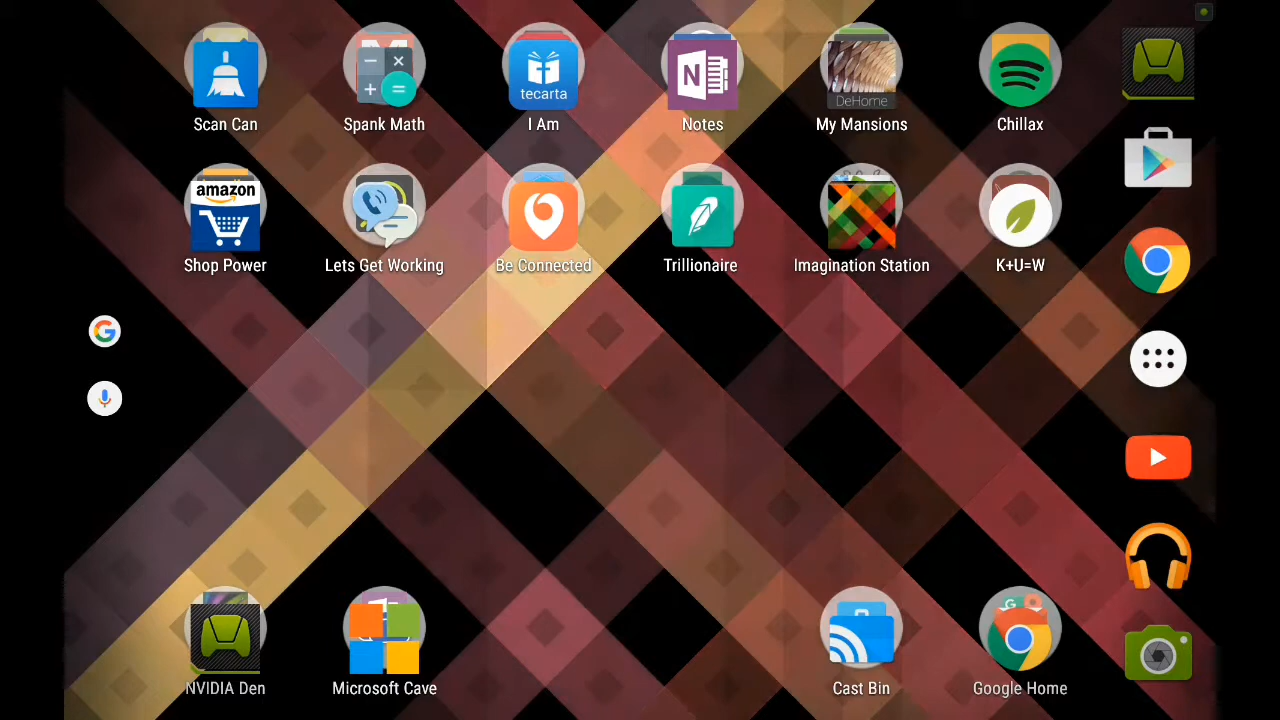 tecarta
N
DeHome
Scan Can
Spank Math
I Am
Notes
My Mansions
Chillax
amazon
Shop Power
Lets Get Working
Be Connected
Trillionaire
Imagination Station
K+U=W
G
G
NVIDIA Den
Microsoft Cave
Cast Bin
Google Home